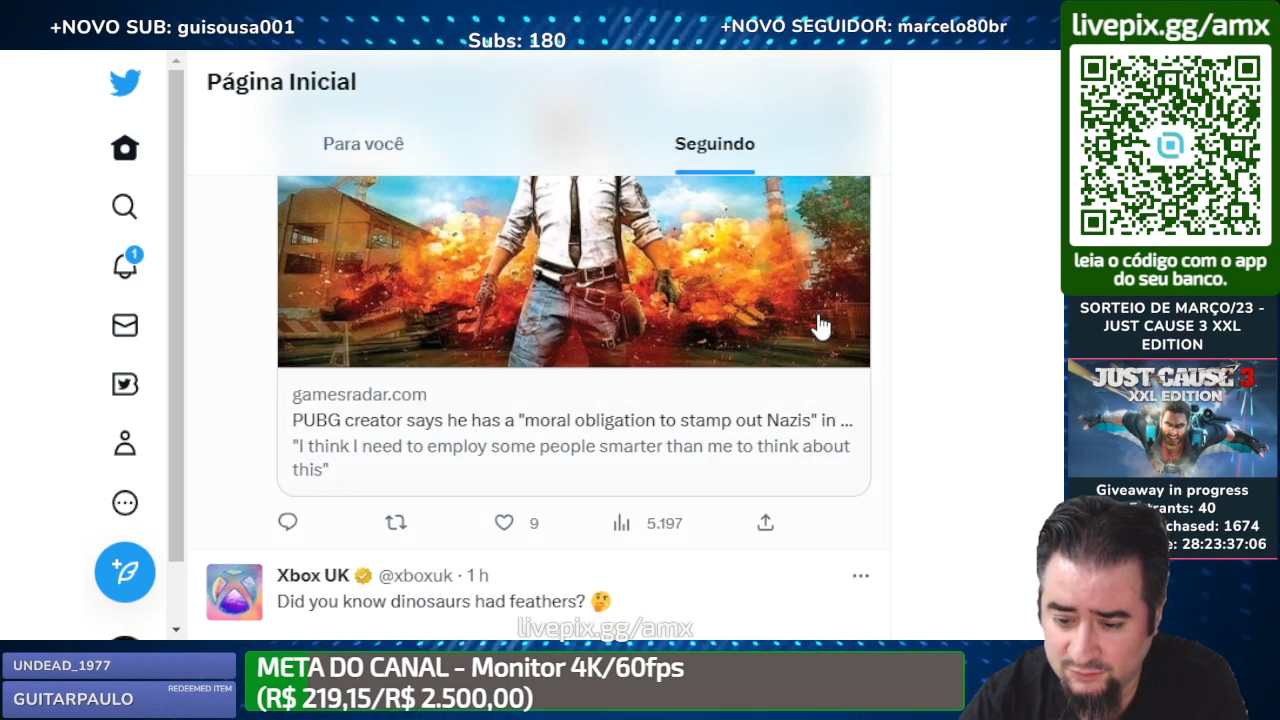 +NOVO SUB: guisousa001
Subs: 180
+NOVO SEGUIDOR: marcelo80br
livepix.gg/amx
leia o código com o app
do seu banco.
SORTEIO DE MARÇO/23 -
JUST CAUSE 3 XXL
EDITION
JUST CAUSE 3
XXL EDITION
Giveaway in progress
40
1674
28:23:37:06
Página Inicial
Para você
Seguindo
1
gamesradar.com
PUBG creator says he has a "moral obligation to stamp out Nazis" in ...
"I think I need to employ some people smarter than me to think about
this"
9
5.197
Xbox UK @xboxuk · 1 h
Did you know dinosaurs had feathers? 🤔
livepix.gg/amx
UNDEAD_1977
REDEEMED ITEM
GUITARPAULO
META DO CANAL - Monitor 4K/60fps
(R$ 219,15/R$ 2.500,00)